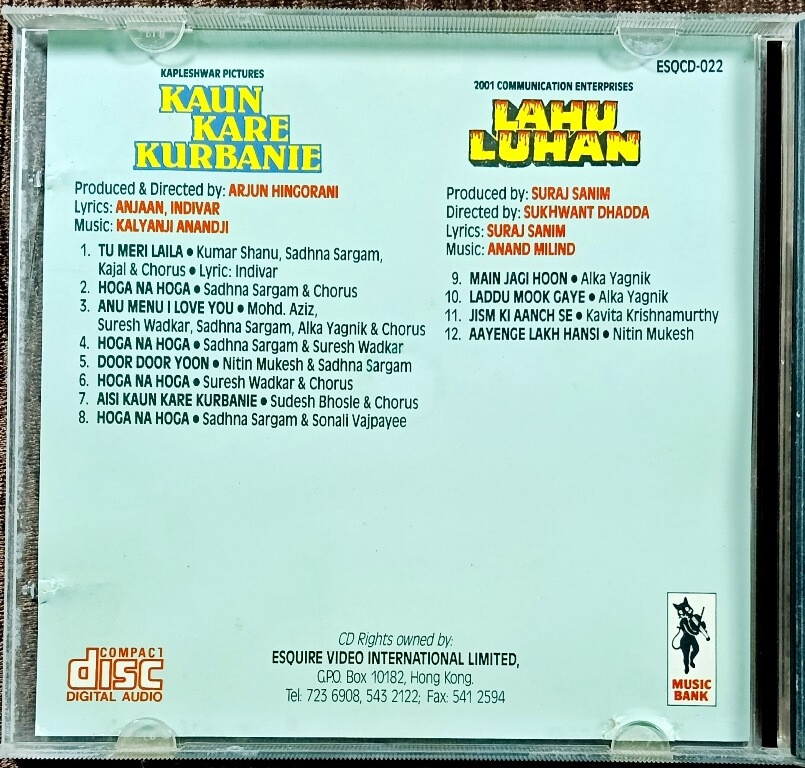 ESQCD-022
KAPLESHWAR PICTURES
KAUN
KARE
KURBANIE
Produced & Directed by: ARJUN HINGORANI
Lyrics: ANJAAN, INDIVAR
Music: KALYANJI ANANDJI
1. TU MERI LAILA • Kumar Shanu, Sadhna Sargam,
Kajal & Chorus • Lyric: Indivar
2. HOGA NA HOGA • Sadhna Sargam & Chorus
3. ANU MENU I LOVE YOU • Mohd. Aziz,
Suresh Wadkar, Sadhna Sargam, Alka Yagnik & Chorus
4. HOGA NA HOGA • Sadhna Sargam & Suresh Wadkar
5. DOOR DOOR YOON • Nitin Mukesh & Sadhna Sargam
6. HOGA NA HOGA • Suresh Wadkar & Chorus
7. AISI KAUN KARE KURBANIE • Sudesh Bhosle & Chorus
8. HOGA NA HOGA • Sadhna Sargam & Sonali Vajpayee
2001 COMMUNICATION ENTERPRISES
LAHU
LUHAN
Produced by: SURAJ SANIM
Directed by: SUKHWANT DHADDA
Lyrics: SURAJ SANIM
Music: ANAND MILIND
9. MAIN JAGI HOON • Alka Yagnik
10. LADDU MOOK GAYE • Alka Yagnik
11. JISM KI AANCH SE • Kavita Krishnamurthy
12. AAYENGE LAKH HANSI • Nitin Mukesh
COMPACT
disc
DIGITAL AUDIO
CD Rights owned by:
ESQUIRE VIDEO INTERNATIONAL LIMITED,
G.P.O. Box 10182, Hong Kong.
Tel: 723 6908, 543 2122; Fax: 541 2594
MUSIC
BANK